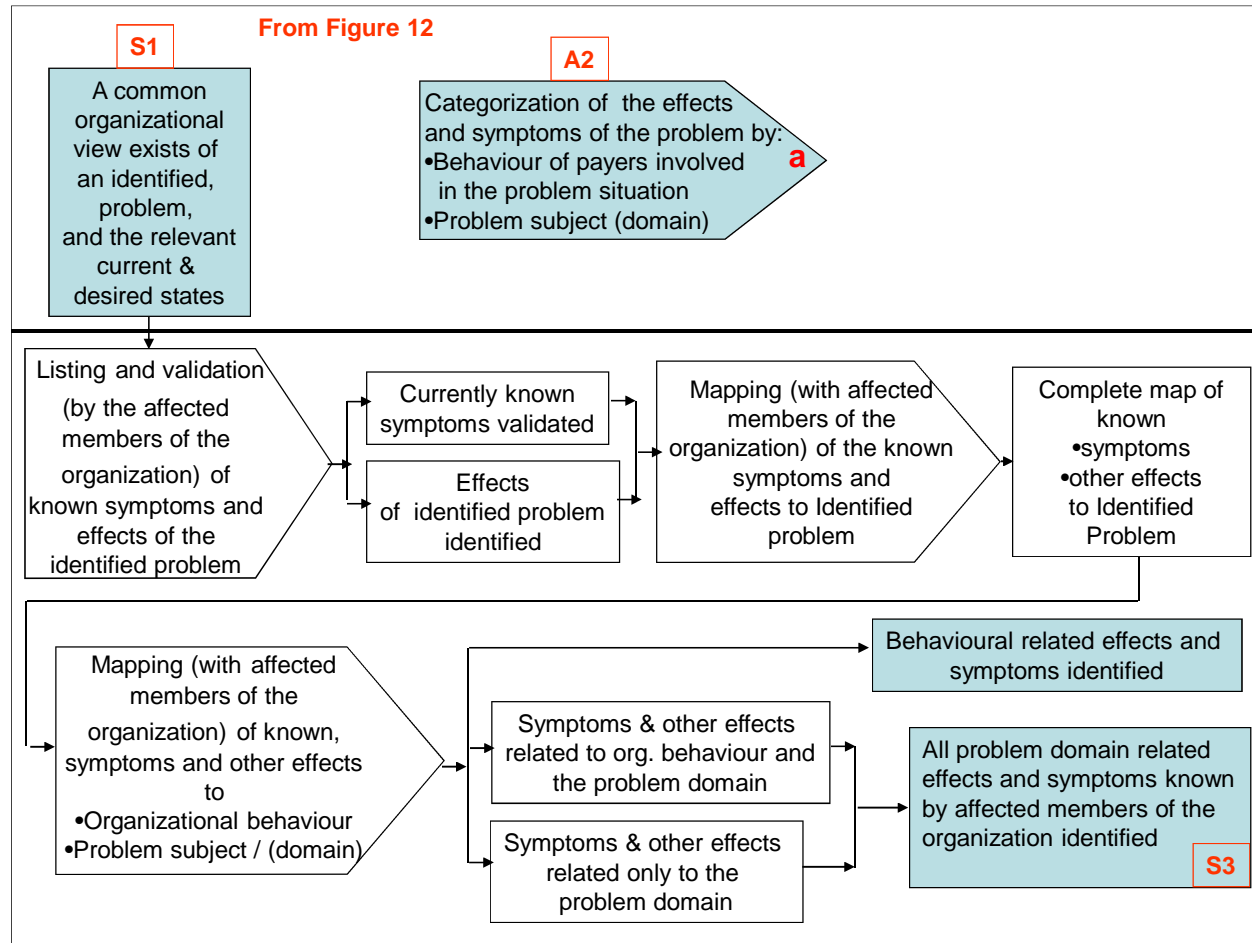 From Figure 12
S1
A common
organizational
view exists of
an identified,
problem,
and the relevant
current &
desired states
A2
Categorization of the effects
and symptoms of the problem by:
•Behaviour of payers involved
in the problem situation
•Problem subject (domain)
a
Listing and validation
(by the affected
members of the
organization) of
known symptoms and
effects of the
identified problem
Currently known
symptoms validated
Effects
of identified problem
identified
Mapping (with affected
members of the
organization) of the known
symptoms and
effects to Identified
problem
Complete map of
known
•symptoms
•other effects
to Identified
Problem
Mapping (with affected
members of the
organization) of known,
symptoms and other effects
to
•Organizational behaviour
•Problem subject / (domain)
Behavioural related effects and
symptoms identified
Symptoms & other effects
related to org. behaviour and
the problem domain
Symptoms & other effects
related only to the
problem domain
All problem domain related
effects and symptoms known
by affected members of the
organization identified
S3